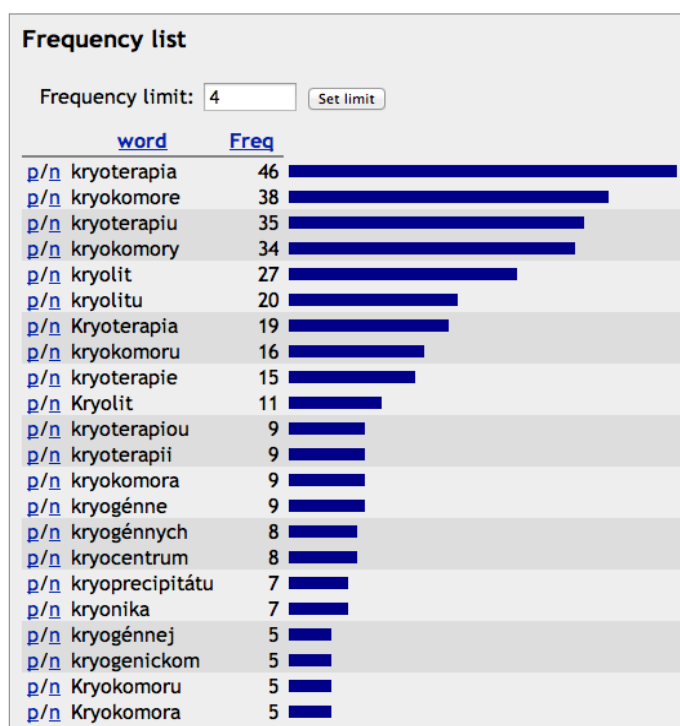 Frequency list
Frequency limit: 4 Set limit
word Freq
p/n kryoterapia 46
p/n kryokomore 38
p/n kryoterapiu 35
p/n kryokomory 34
p/n kryolit 27
p/n kryolitu 20
p/n Kryoterapia 19
p/n kryokomoru 16
p/n kryoterapie 15
p/n Kryolit 11
p/n kryoterapiou 9
p/n kryoterapii 9
p/n kryokomora 9
p/n kryogénne 9
p/n kryogénnych 8
p/n kryocentrum 8
p/n kryoprecipitátu 7
p/n kryonika 7
p/n kryogénnej 5
p/n kryogenickom 5
p/n Kryokomoru 5
p/n Kryokomora 5